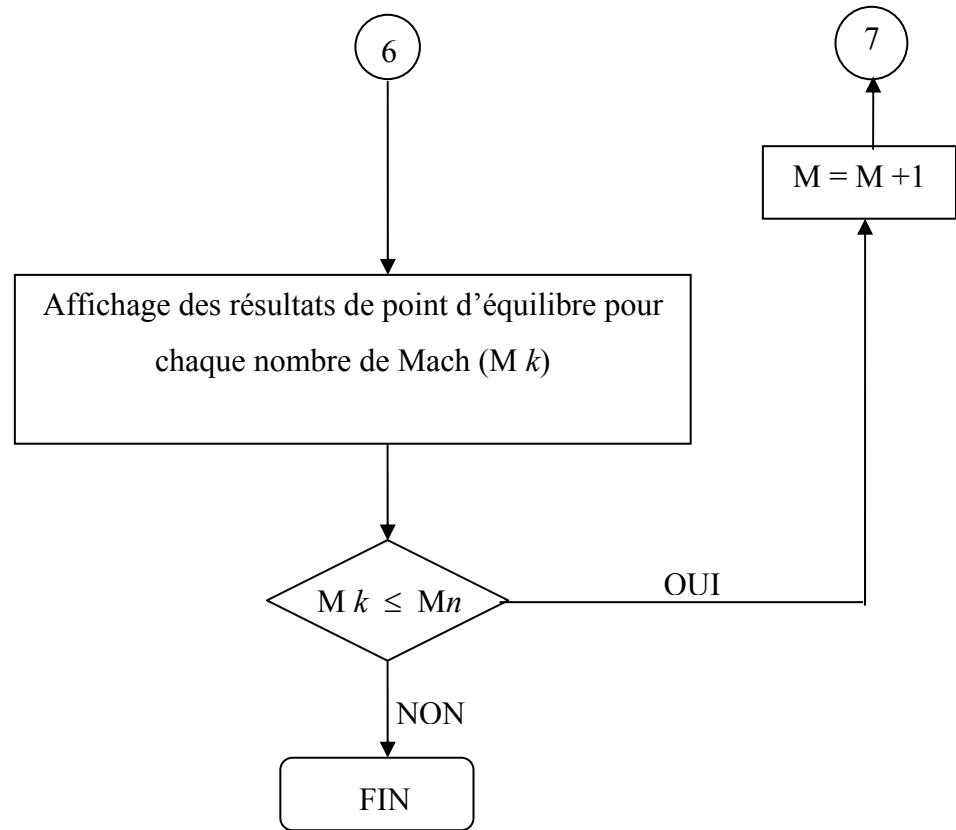 6
7
M = M +1
Affichage des résultats de point d’équilibre pour
chaque nombre de Mach (M k)
M k ≤ Mn
OUI
NON
FIN